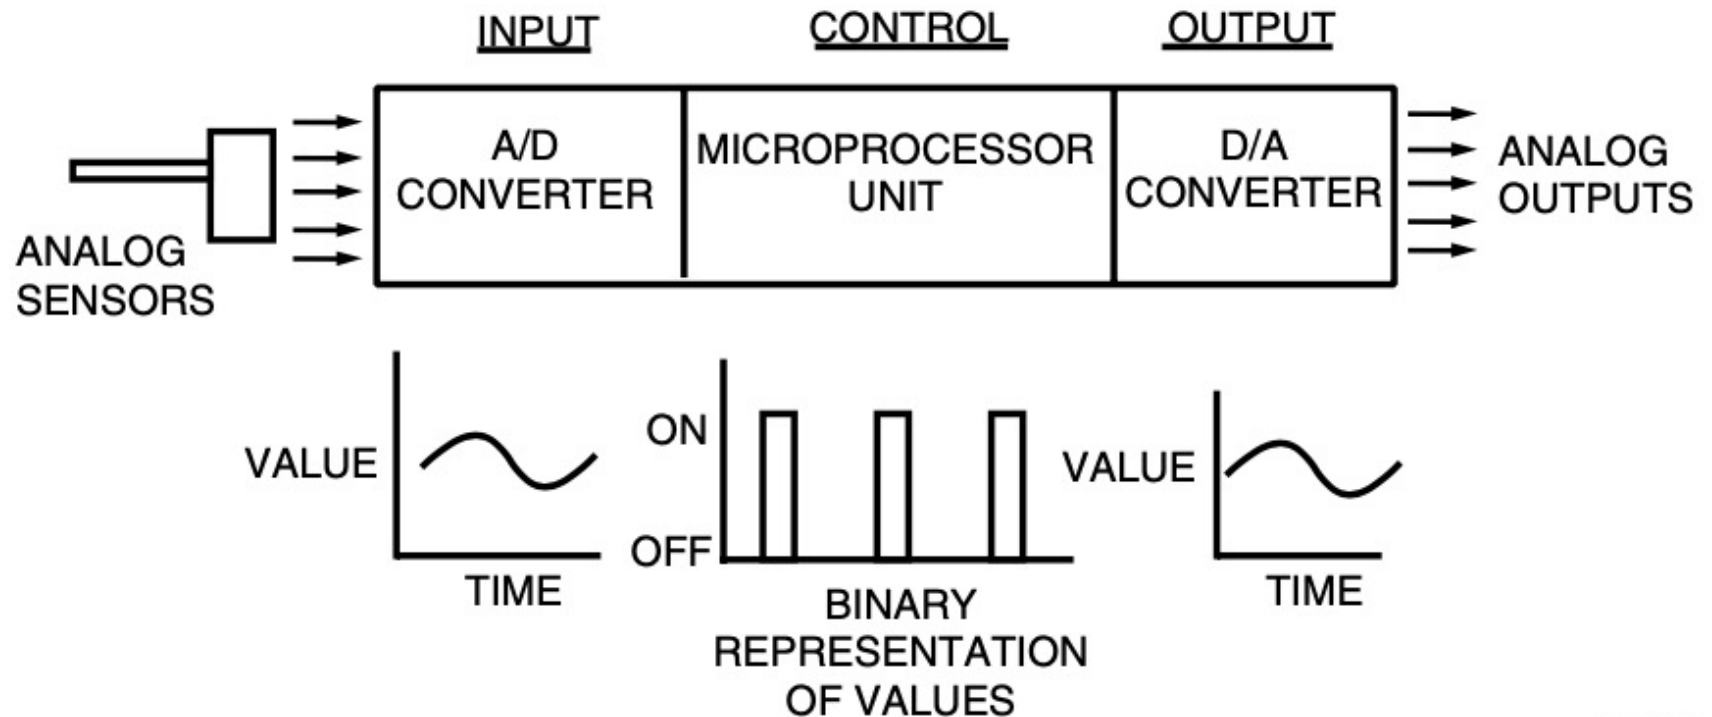 INPUT
CONTROL
OUTPUT
A/D
CONVERTER
MICROPROCESSOR
UNIT
D/A
CONVERTER
ANALOG
SENSORS
ANALOG
OUTPUTS
VALUE
TIME
ON
OFF
BINARY
REPRESENTATION
OF VALUES
VALUE
TIME